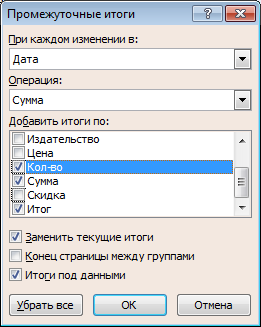 Промежуточные итоги
При каждом изменении в:
Дата
Операция:
Сумма
Добавить итоги по:
Издательство
Цена
Кол-во
Сумма
Скидка
Итог
Заменить текущие итоги
Конец страницы между группами
Итоги под данными
Убрать все
ОК
Отмена